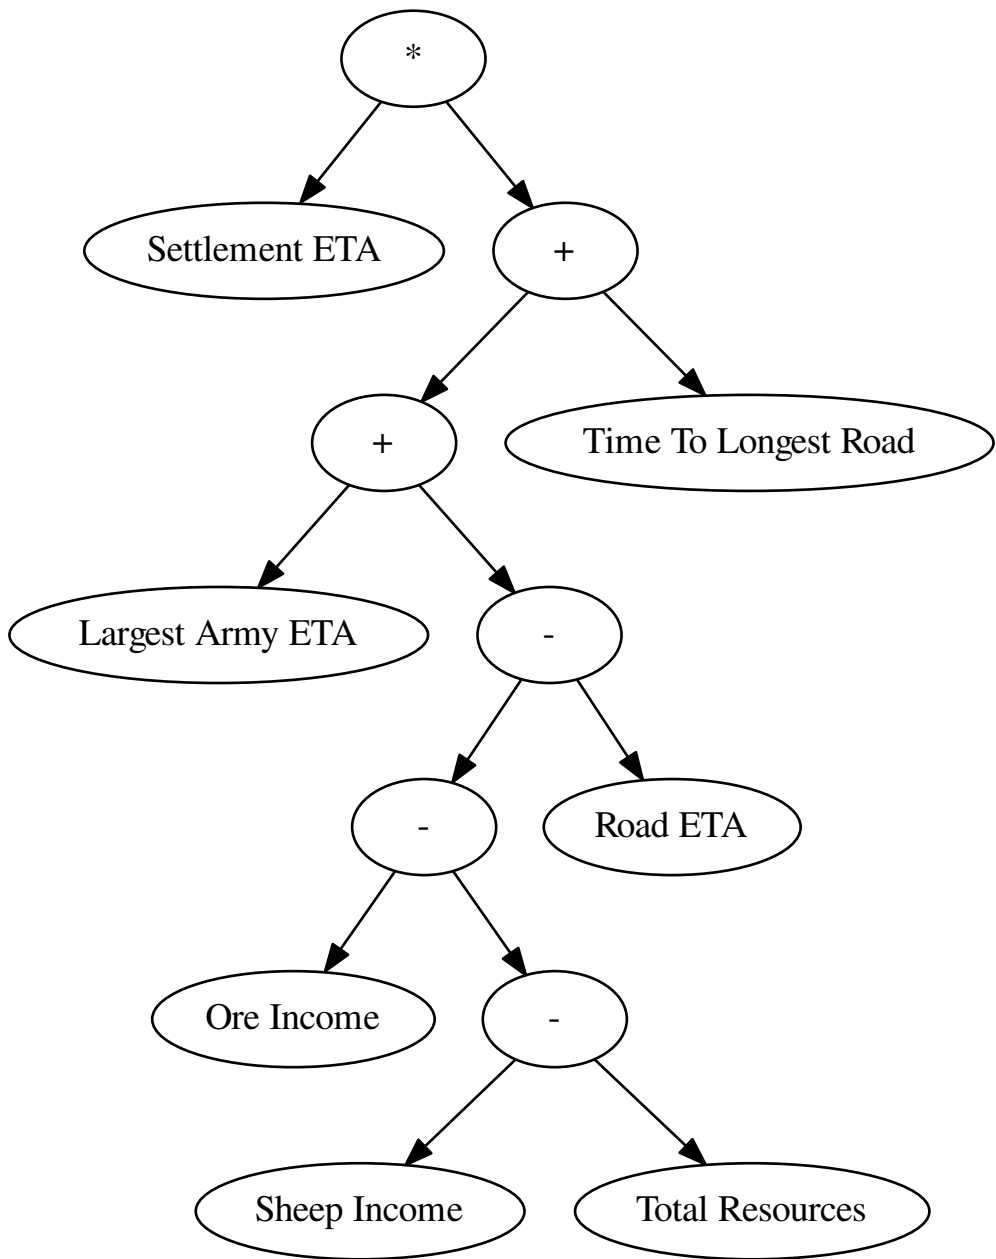 *
Settlement ETA
+
+
Time To Longest Road
Largest Army ETA
-
-
Road ETA
Ore Income
-
Sheep Income
Total Resources